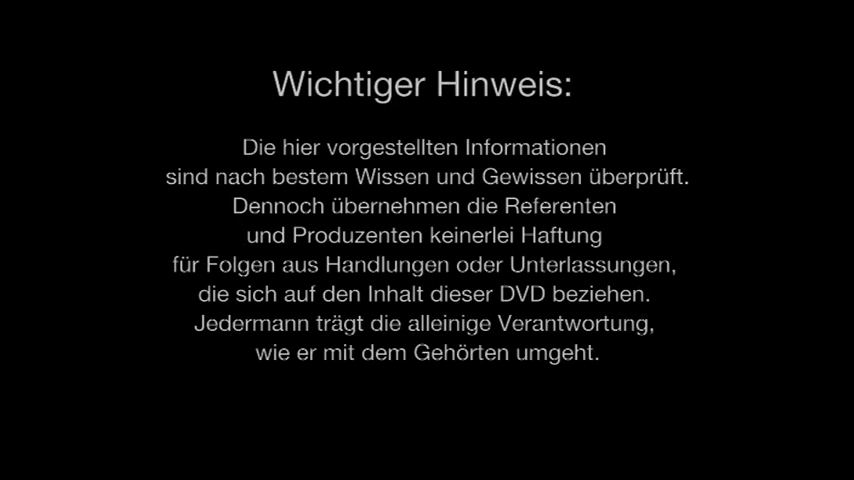 Wichtiger Hinweis:
Die hier vorgestellten Informationen
sind nach bestem Wissen und Gewissen überprüft.
Dennoch übernehmen die Referenten
und Produzenten keinerlei Haftung
für Folgen aus Handlungen oder Unterlassungen,
die sich auf den Inhalt dieser DVD beziehen.
Jedermann trägt die alleinige Verantwortung,
wie er mit dem Gehörten umgeht.